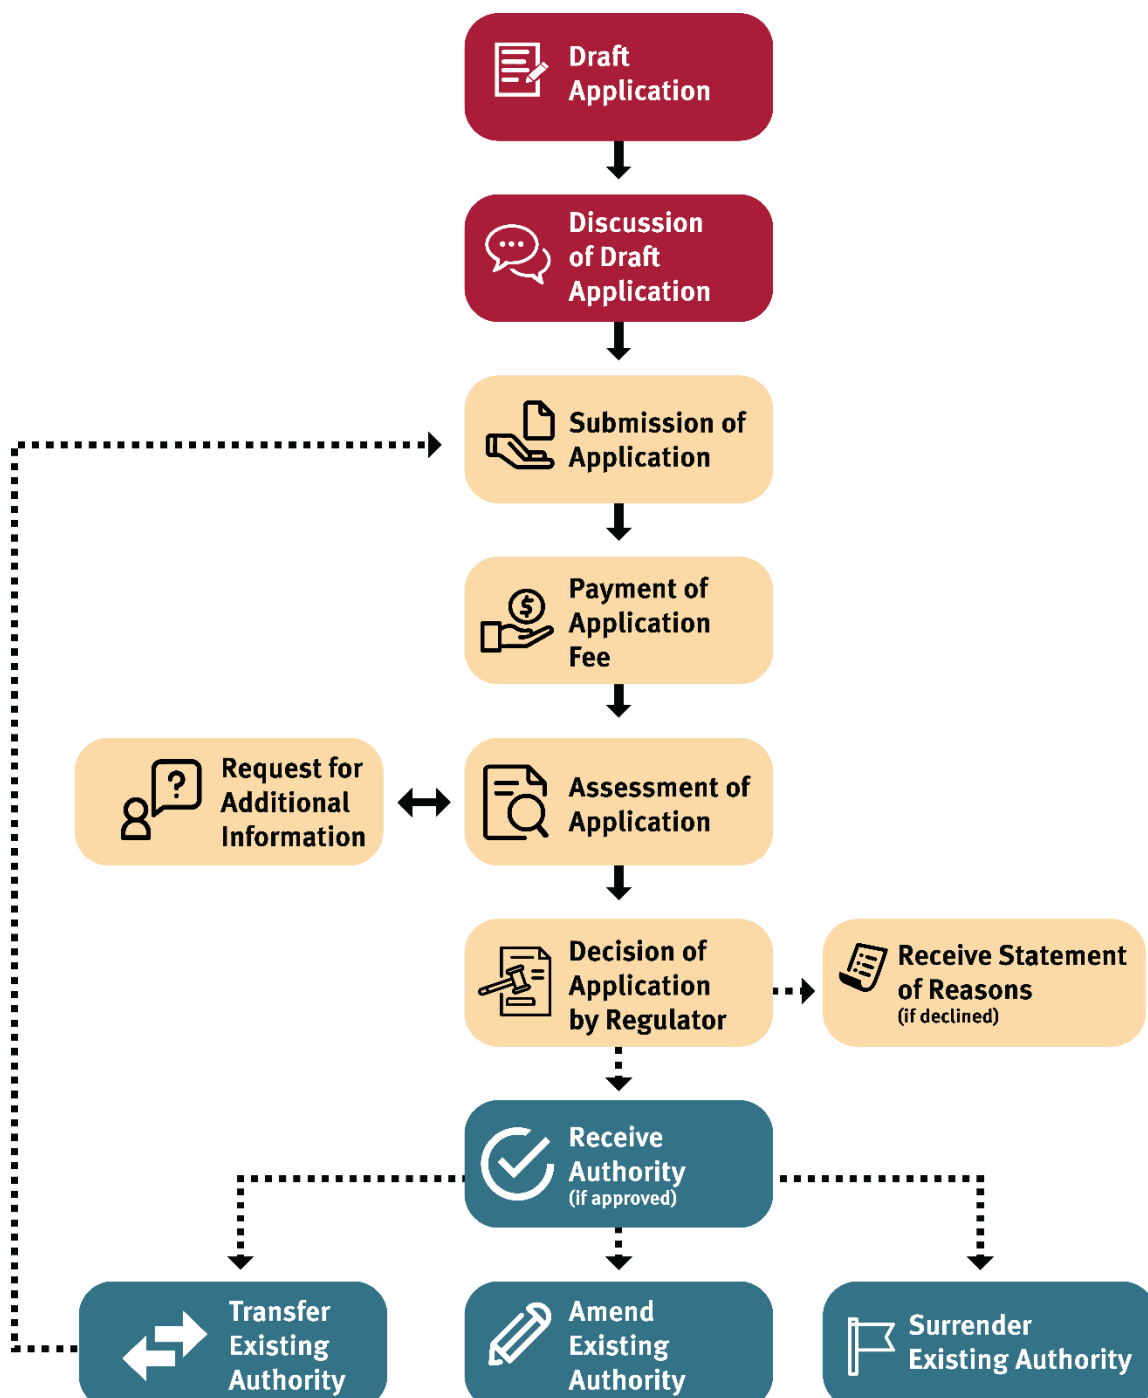 Draft
Application
Discussion
of Draft
Application
Submission of
Application
$
Payment of
Application
Fee
?
Request for
Additional
Information
Assessment of
Application
Decision of
Application
by Regulator
Receive Statement
of Reasons
(if declined)
Receive
Authority
(if approved)
Transfer
Existing
Authority
Amend
Existing
Authority
Surrender
Existing Authority